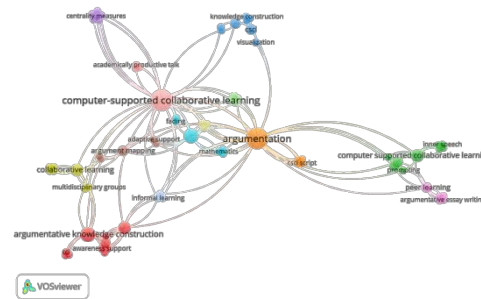 centrality measures
knowledge construction
cscl
visualization
academically productive talk
computer-supported collaborative learning
fading
argumentation
adaptive support
mathematics
argument mapping
inner speech
computer supported collaborative learni
cscl script
prompting
collaborative learning
multidisciplinary groups
peer learning
informal learning
argumentative essay writin
argumentative knowledge construction
awareness support
VOSviewer